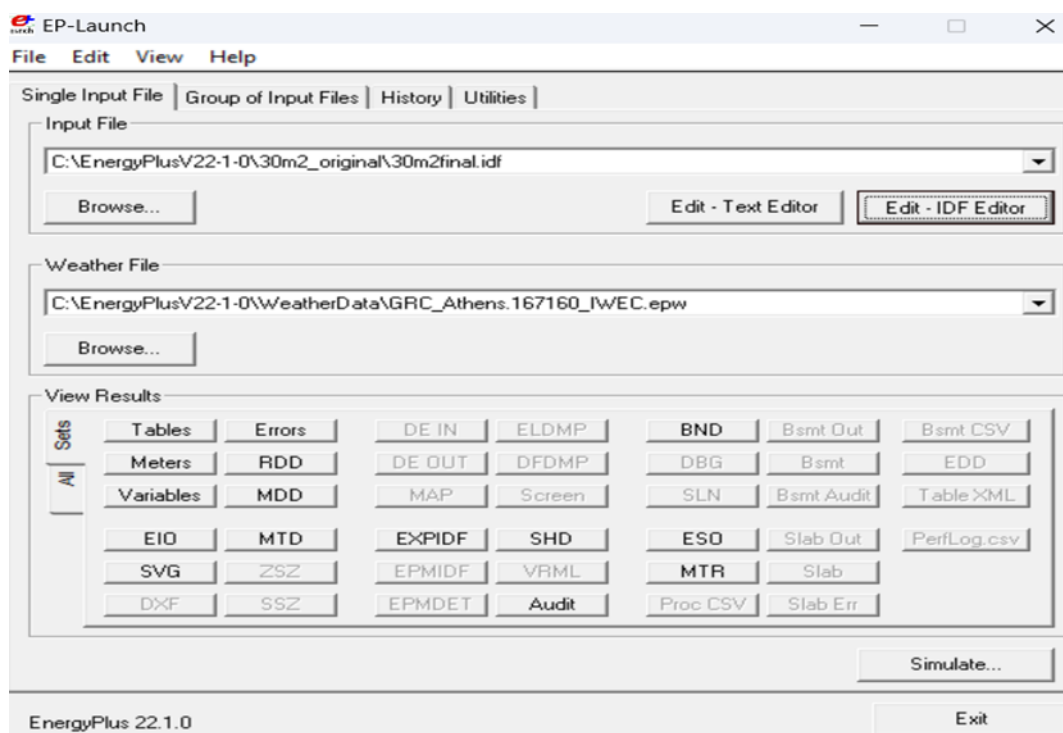 EP-Launch
File Edit View Help
Single Input File Group of Input Files History Utilities
Input File
C:\EnergyPlusV22-1-0\30m2_original\30m2final.idf
Browse... Edit - Text Editor Edit - IDF Editor
Weather File
C:\EnergyPlusV22-1-0\WeatherData\GRC_Athens.167160_IWEC.epw
Browse...
View Results
Sets
All
Tables Errors DE IN ELDMP BND Bsmt Out Bsmt CSV
Meters RDD DE OUT DFDMP DBG Bsmt EDD
Variables MDD MAP Screen SLN Bsmt Audit Table XML
EIO MTD EXPIDF SHD ESO Slab Out PerfLog.csv
SVG ZSZ EPMIDF VRML MTR Slab
DXF SSZ EPMDET Audit Proc CSV Slab Err
Simulate...
EnergyPlus 22.1.0 Exit